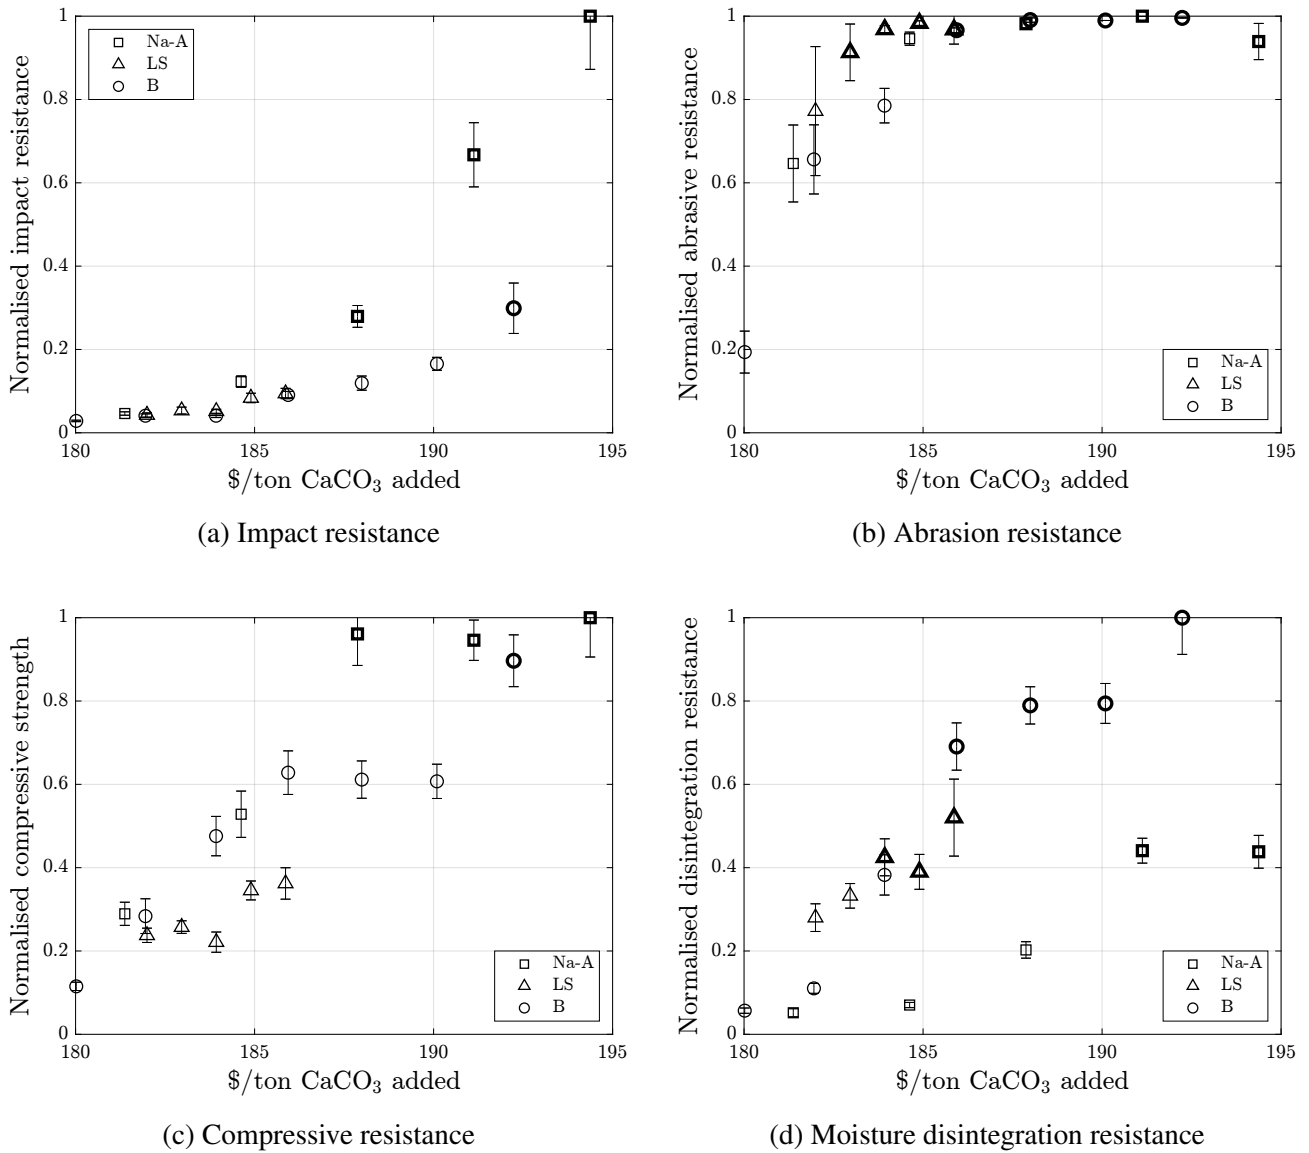 Normalised impact resistance
1
0.8
0.6
0.4
0.2
0
Na-A
LS
B
180 185 190 195
$/ton CaCO₃ added
(a) Impact resistance
Normalised abrasive resistance
1
0.8
0.6
0.4
0.2
0
Na-A
LS
B
180 185 190 195
$/ton CaCO₃ added
(b) Abrasion resistance
Normalised compressive strength
1
0.8
0.6
0.4
0.2
0
Na-A
LS
B
180 185 190 195
$/ton CaCO₃ added
(c) Compressive resistance
Normalised disintegration resistance
1
0.8
0.6
0.4
0.2
0
Na-A
LS
B
180 185 190 195
$/ton CaCO₃ added
(d) Moisture disintegration resistance